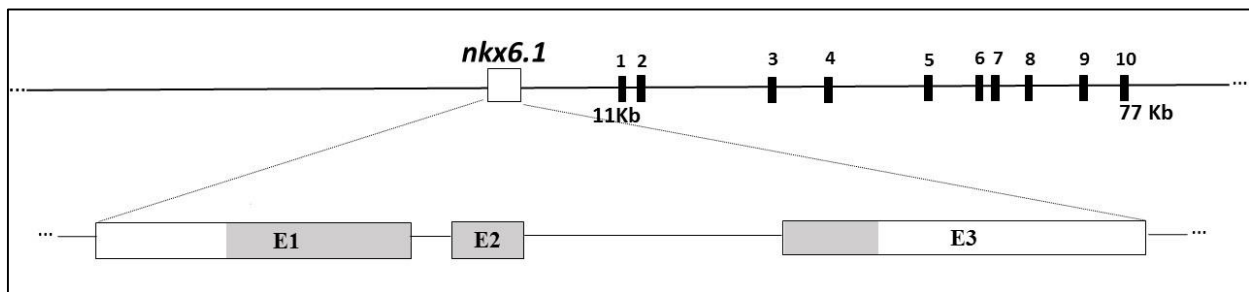 nkx6.1
1 2 3 4 5 6 7 8 9 10
... ...
11Kb 77 Kb
... E1 E2 E3 ...